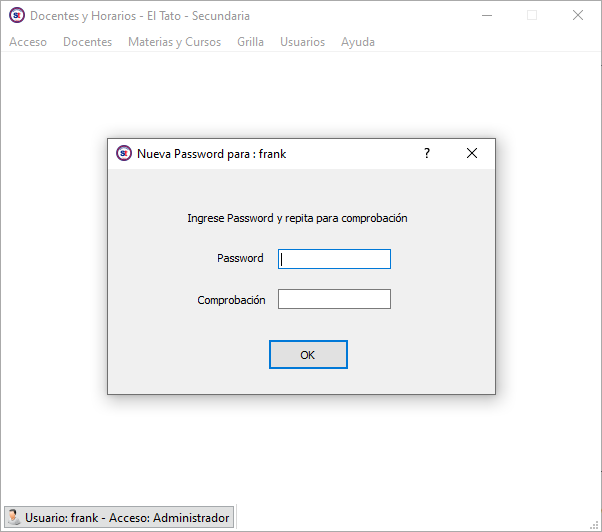 Docentes y Horarios - El Tato - Secundaria
Acceso Docentes Materias y Cursos Grilla Usuarios Ayuda
Nueva Password para : frank ?
Ingrese Password y repita para comprobación
Password
Comprobación
OK
Usuario: frank - Acceso: Administrador